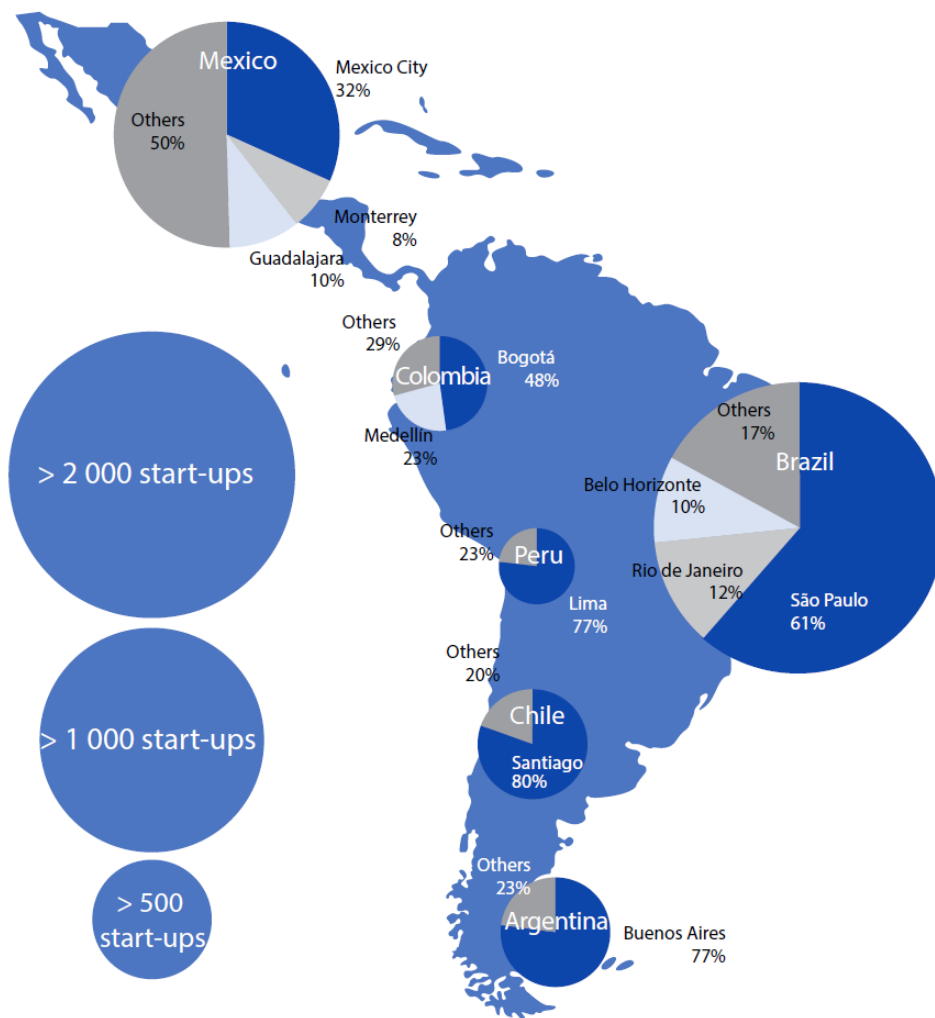 Mexico
Mexico City
32%
Others
50%
Monterrey
8%
Guadalajara
10%
Others
29%
Colombia
Bogotá
48%
Medellín
23%
> 2 000 start-ups
Others
17%
Brazil
Belo Horizonte
10%
Rio de Janeiro
12%
São Paulo
61%
Others
23%
Peru
Lima
77%
Others
20%
Chile
Santiago
80%
> 1 000 start-ups
Others
23%
Argentina
Buenos Aires
77%
> 500
start-ups